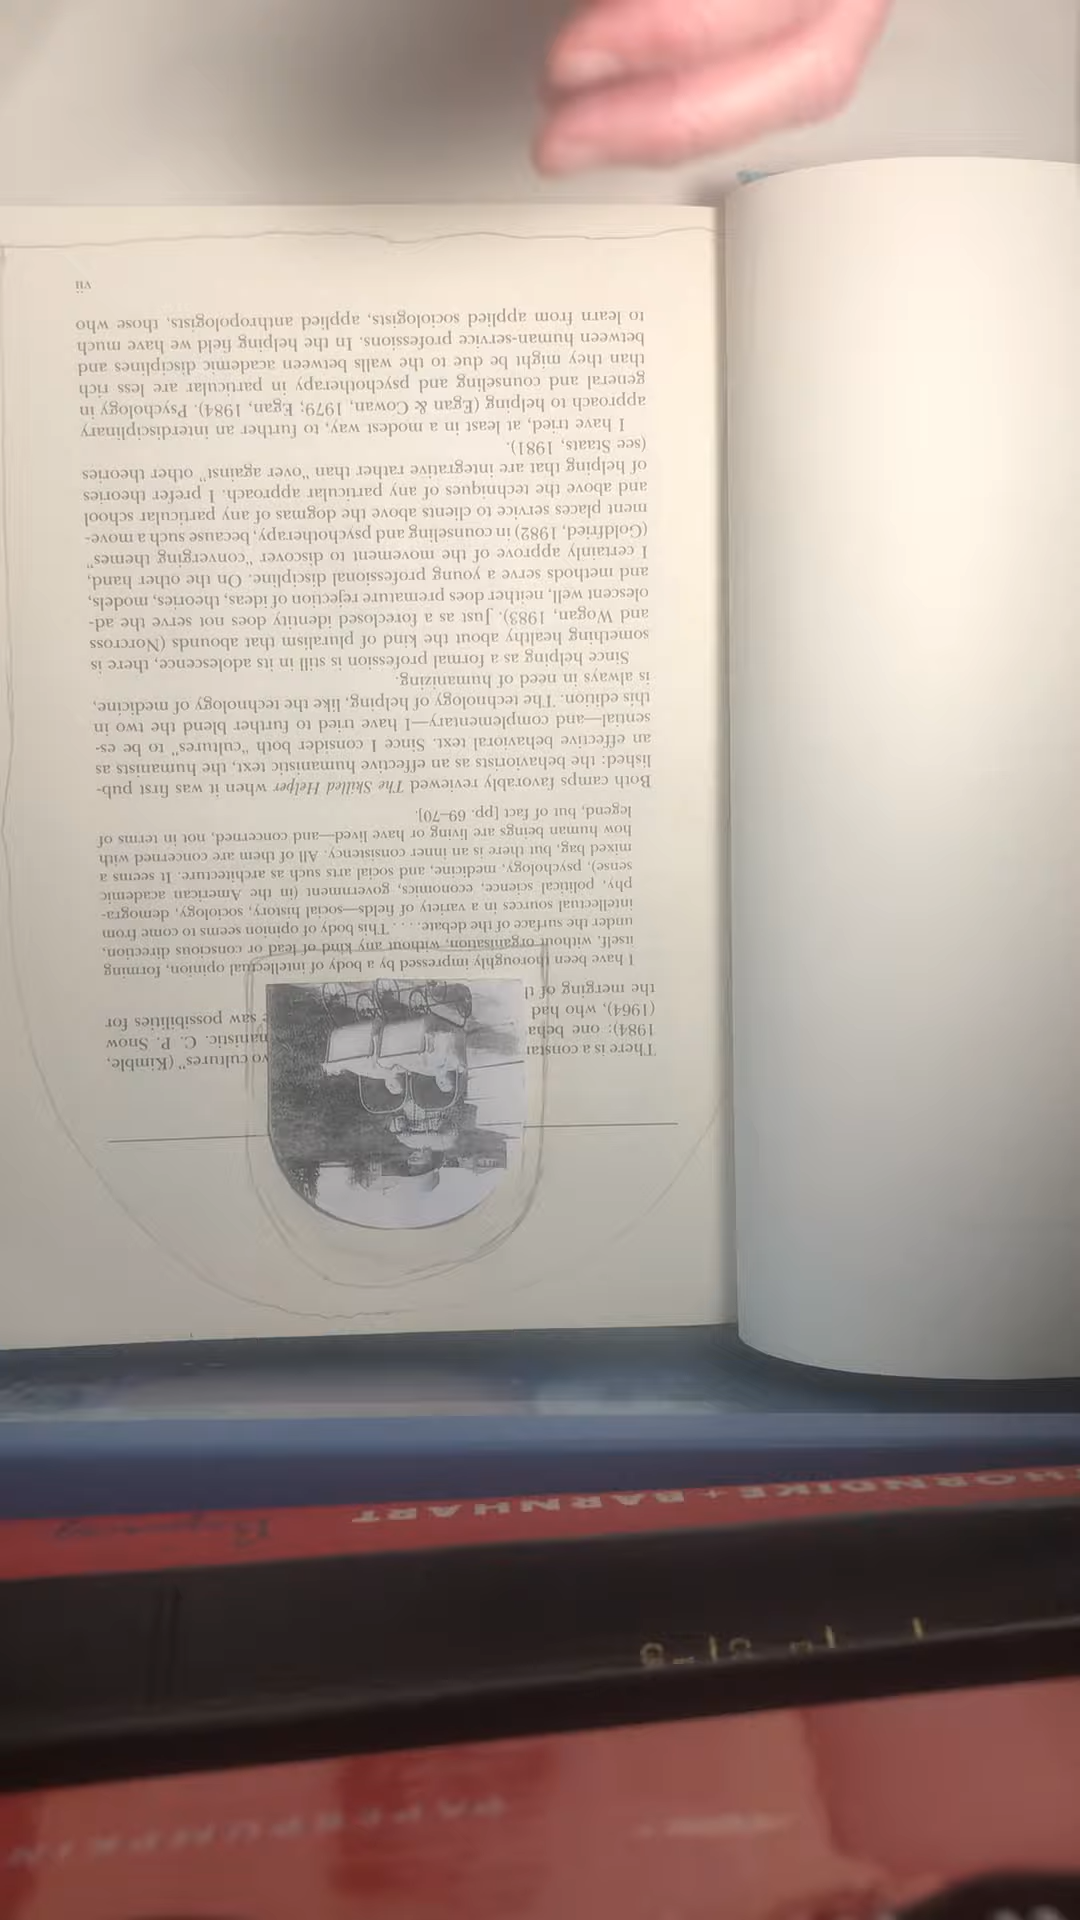 There is a constan
wo cultures" (Kimble,
1984): one beha
manistic. C. P. Snow
(1964), who had
e saw possibilities for
the merging of th
I have been thoroughly impressed by a body of intellectual opinion, forming
itself, without organisation, without any kind of lead or conscious direction,
under the surface of the debate. . . . This body of opinion seems to come from
intellectual sources in a variety of fields—social history, sociology, demogra-
phy, political science, economics, government (in the American academic
sense), psychology, medicine, and social arts such as architecture. It seems a
mixed bag, but there is an inner consistency. All of them are concerned with
how human beings are living or have lived—and concerned, not in terms of
legend, but of fact [pp. 69–70].
Both camps favorably reviewed The Skilled Helper when it was first pub-
lished: the behaviorists as an effective humanistic text, the humanists as
an effective behavioral text. Since I consider both "cultures" to be es-
sential—and complementary—I have tried to further blend the two in
this edition. The technology of helping, like the technology of medicine,
is always in need of humanizing.
Since helping as a formal profession is still in its adolescence, there is
something healthy about the kind of pluralism that abounds (Norcross
and Wogan, 1983). Just as a foreclosed identity does not serve the ad-
olescent well, neither does premature rejection of ideas, theories, models,
and methods serve a young professional discipline. On the other hand,
I certainly approve of the movement to discover "converging themes"
(Goldfried, 1982) in counseling and psychotherapy, because such a move-
ment places service to clients above the dogmas of any particular school
and above the techniques of any particular approach. I prefer theories
of helping that are integrative rather than "over against" other theories
(see Staats, 1981).
I have tried, at least in a modest way, to further an interdisciplinary
approach to helping (Egan & Cowan, 1979; Egan, 1984). Psychology in
general and counseling and psychotherapy in particular are less rich
than they might be due to the walls between academic disciplines and
between human-service professions. In the helping field we have much
to learn from applied sociologists, applied anthropologists, those who
vii
THORNDIKE + BARNHART